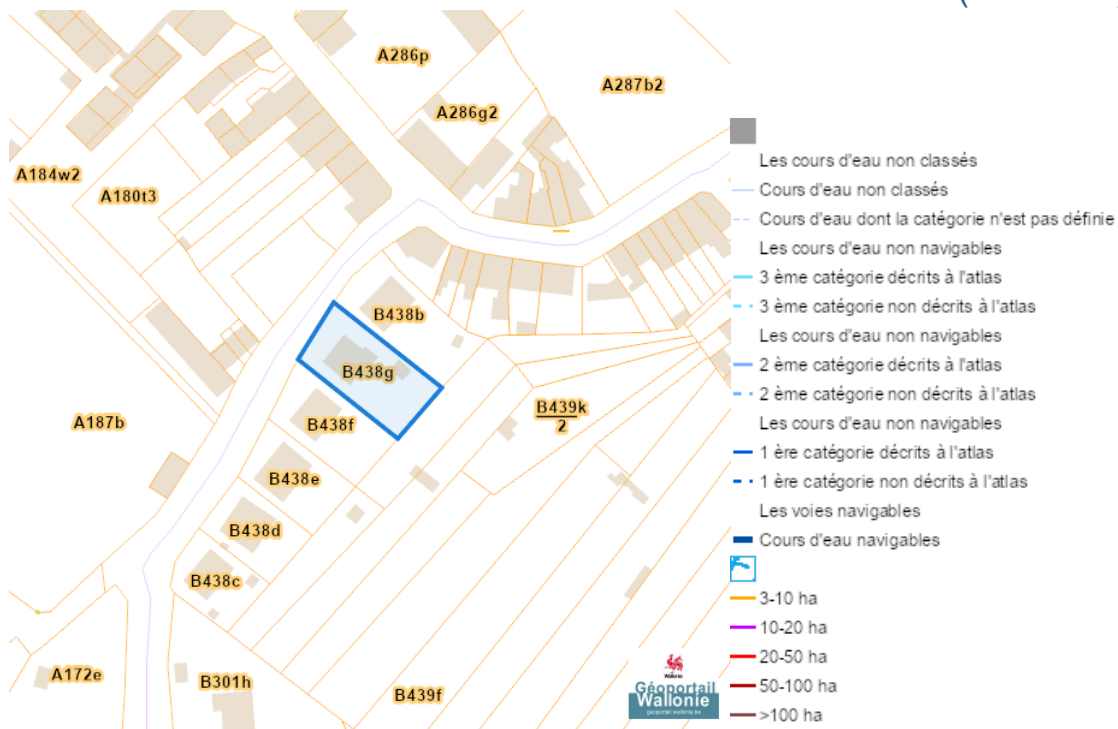 A286p
A287b2
A286g2
A184w2
A180t3
B438b
B438g
B438f
A187b
B439k
2
B438e
B438d
B438c
A172e
B301h
B439f
Wallonie
Géoportail
Wallonie
geoportail.wallonie.be
Les cours d'eau non classés
Cours d'eau non classés
Cours d'eau dont la catégorie n'est pas définie
Les cours d'eau non navigables
3 ème catégorie décrits à l'atlas
3 ème catégorie non décrits à l'atlas
Les cours d'eau non navigables
2 ème catégorie décrits à l'atlas
2 ème catégorie non décrits à l'atlas
Les cours d'eau non navigables
1 ère catégorie décrits à l'atlas
1 ère catégorie non décrits à l'atlas
Les voies navigables
Cours d'eau navigables
3-10 ha
10-20 ha
20-50 ha
50-100 ha
>100 ha